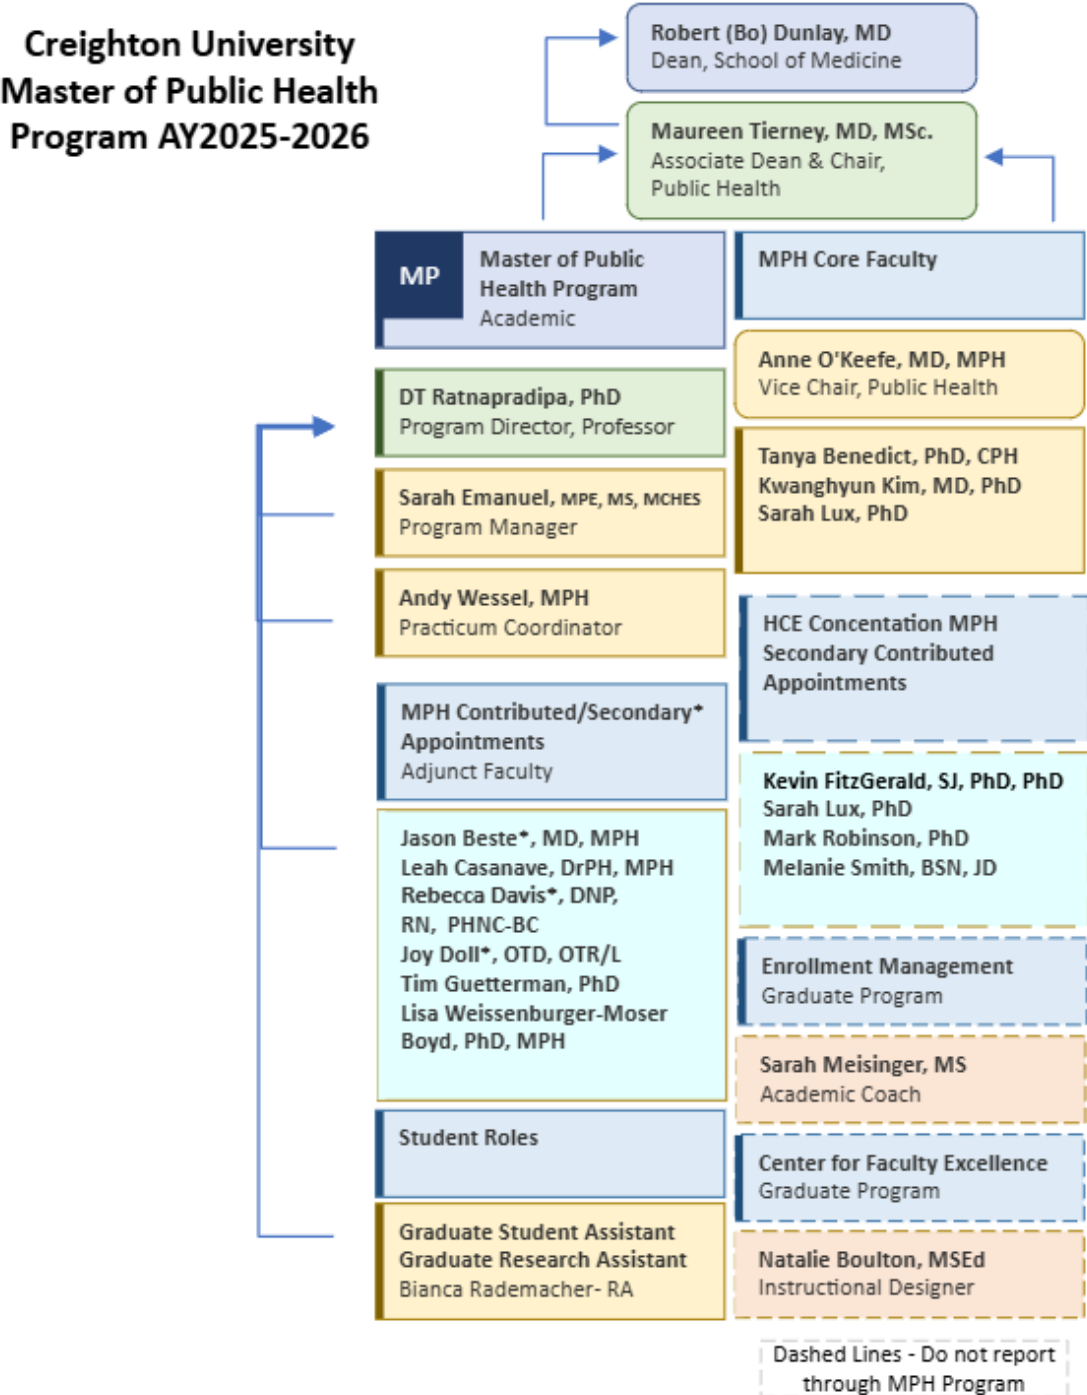 Creighton University
Master of Public Health
Program AY2025-2026
Robert (Bo) Dunlay, MD
Dean, School of Medicine
Maureen Tierney, MD, MSc.
Associate Dean & Chair,
Public Health
MP
Master of Public
Health Program
Academic
DT Ratnapradipa, PhD
Program Director, Professor
Sarah Emanuel, MPE, MS, MCHES
Program Manager
Andy Wessel, MPH
Practicum Coordinator
MPH Contributed/Secondary*
Appointments
Adjunct Faculty
Jason Beste*, MD, MPH
Leah Casanave, DrPH, MPH
Rebecca Davis*, DNP,
RN, PHNC-BC
Joy Doll*, OTD, OTR/L
Tim Guetterman, PhD
Lisa Weissenburger-Moser
Boyd, PhD, MPH
Student Roles
Graduate Student Assistant
Graduate Research Assistant
Bianca Rademacher- RA
MPH Core Faculty
Anne O'Keefe, MD, MPH
Vice Chair, Public Health
Tanya Benedict, PhD, CPH
Kwanghyun Kim, MD, PhD
Sarah Lux, PhD
HCE Concentation MPH
Secondary Contributed
Appointments
Kevin FitzGerald, SJ, PhD, PhD
Sarah Lux, PhD
Mark Robinson, PhD
Melanie Smith, BSN, JD
Enrollment Management
Graduate Program
Sarah Meisinger, MS
Academic Coach
Center for Faculty Excellence
Graduate Program
Natalie Boulton, MSEd
Instructional Designer
Dashed Lines - Do not report
through MPH Program